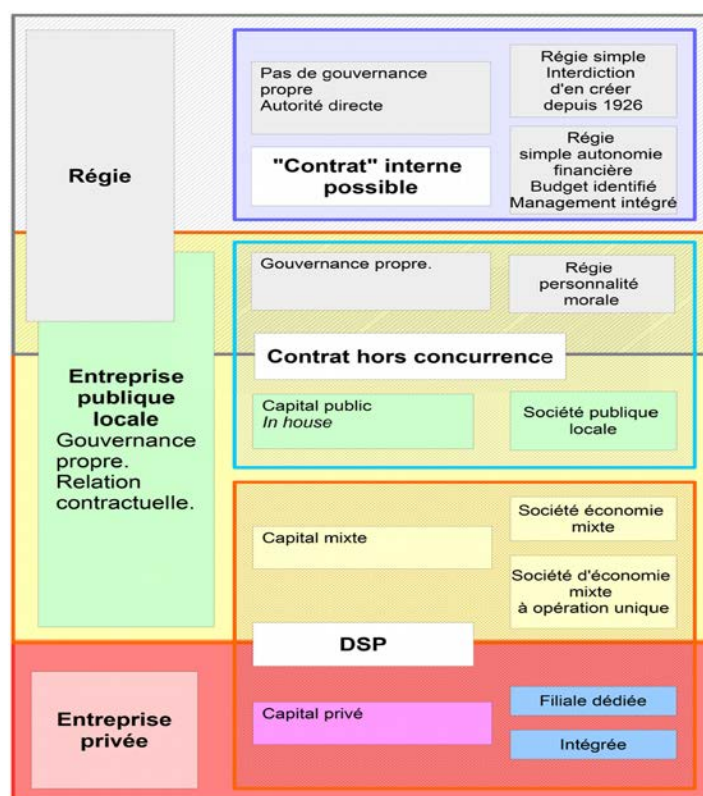 Régie
Pas de gouvernance
propre
Autorité directe
Régie simple
Interdiction
d'en créer
depuis 1926
"Contrat" interne
possible
Régie
simple autonomie
financière
Budget identifié
Management intégré
Entreprise
publique
locale
Gouvernance
propre.
Relation
contractuelle.
Gouvernance propre.
Régie
personnalité
morale
Contrat hors concurrence
Capital public
In house
Société publique
locale
Capital mixte
Société économie
mixte
Société d'économie
mixte
à opération unique
DSP
Entreprise
privée
Capital privé
Filiale dédiée
Intégrée